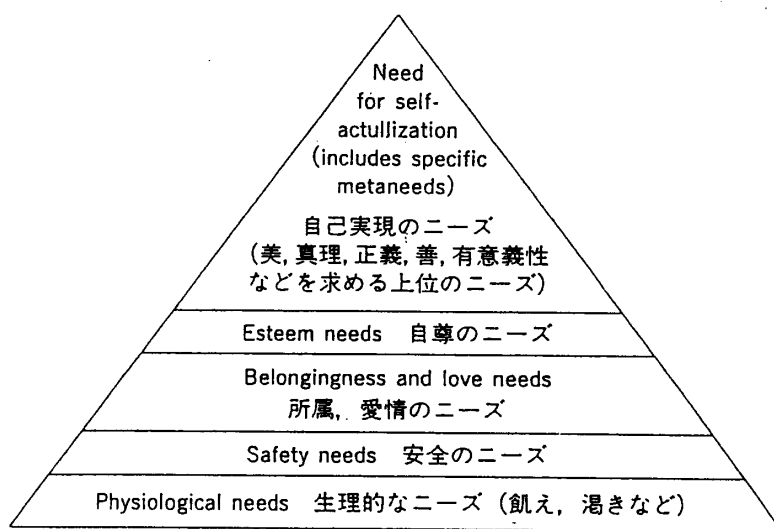 Need
for self-
actullization
(includes specific
metaneeds)
自己実現のニーズ
(美, 真理, 正義, 善, 有意義性
などを求める上位のニーズ)
Esteem needs 自尊のニーズ
Belongingness and love needs
所属, 愛情のニーズ
Safety needs 安全のニーズ
Physiological needs 生理的なニーズ (飢え, 渇きなど)